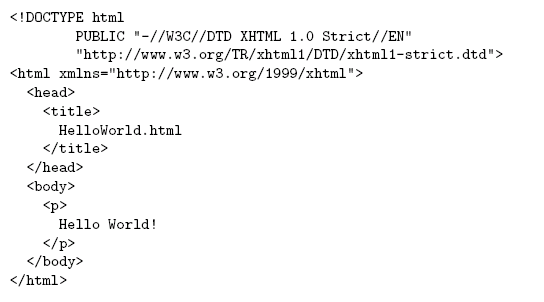 <!DOCTYPE html
        PUBLIC "-//W3C//DTD XHTML 1.0 Strict//EN"
        "http://www.w3.org/TR/xhtml1/DTD/xhtml1-strict.dtd">
<html xmlns="http://www.w3.org/1999/xhtml">
  <head>
    <title>
      HelloWorld.html
    </title>
  </head>
  <body>
    <p>
      Hello World!
    </p>
  </body>
</html>